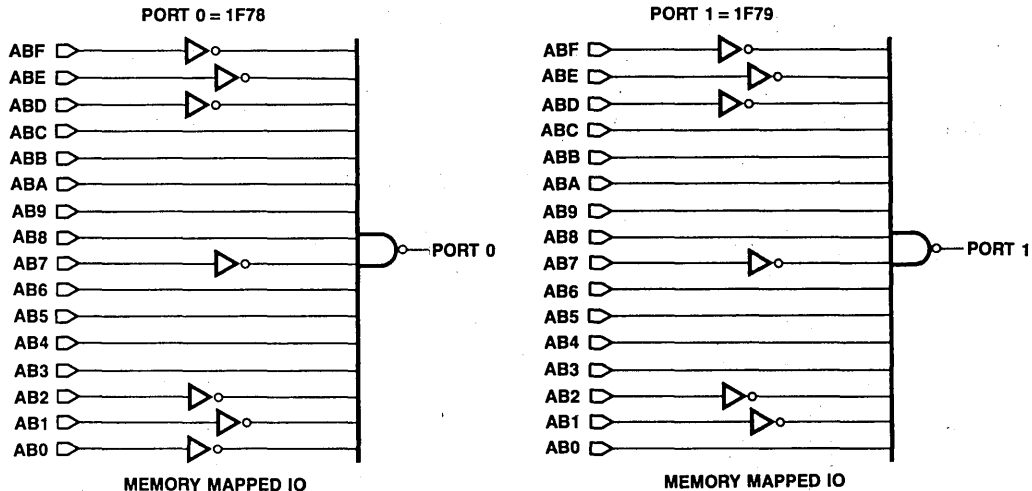 PORT 0 = 1F78
ABF
ABE
ABD
ABC
ABB
ABA
AB9
AB8
AB7
AB6
AB5
AB4
AB3
AB2
AB1
AB0
PORT 0
MEMORY MAPPED IO
PORT 1 = 1F79
ABF
ABE
ABD
ABC
ABB
ABA
AB9
AB8
AB7
AB6
AB5
AB4
AB3
AB2
AB1
AB0
PORT 1
MEMORY MAPPED IO